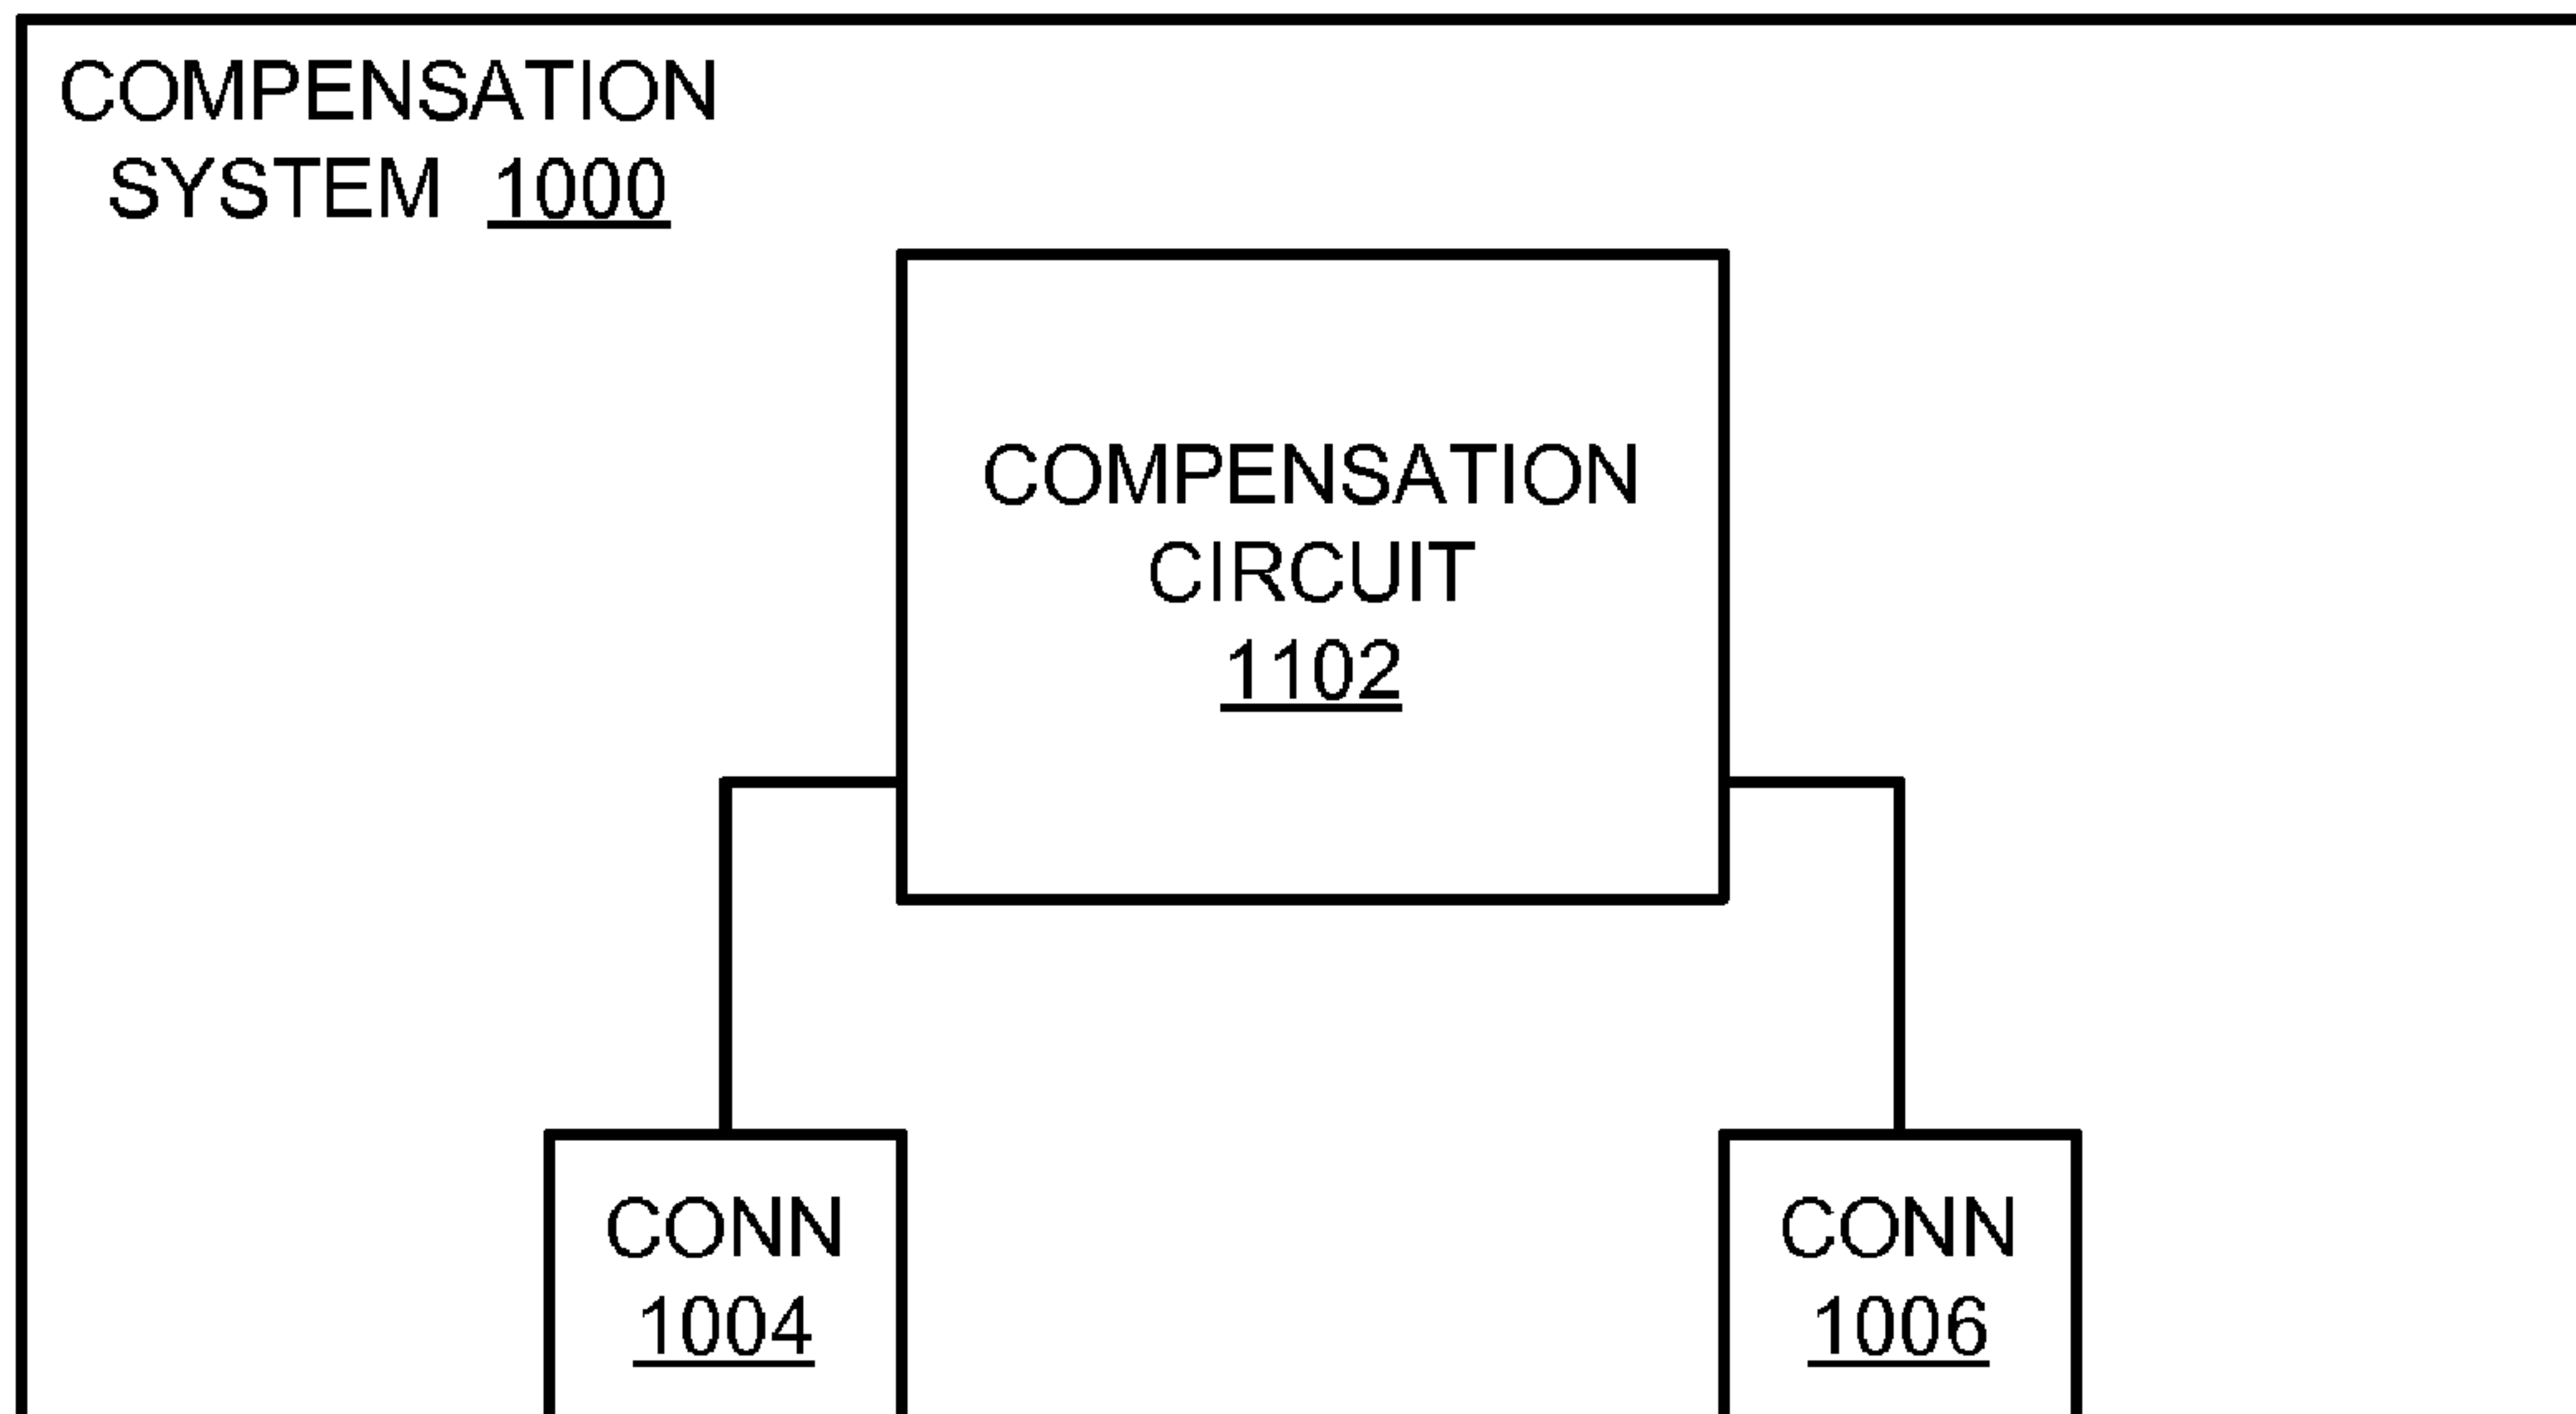 COMPENSATION
SYSTEM 1000
COMPENSATION
CIRCUIT
1102
CONN
1004
CONN
1006